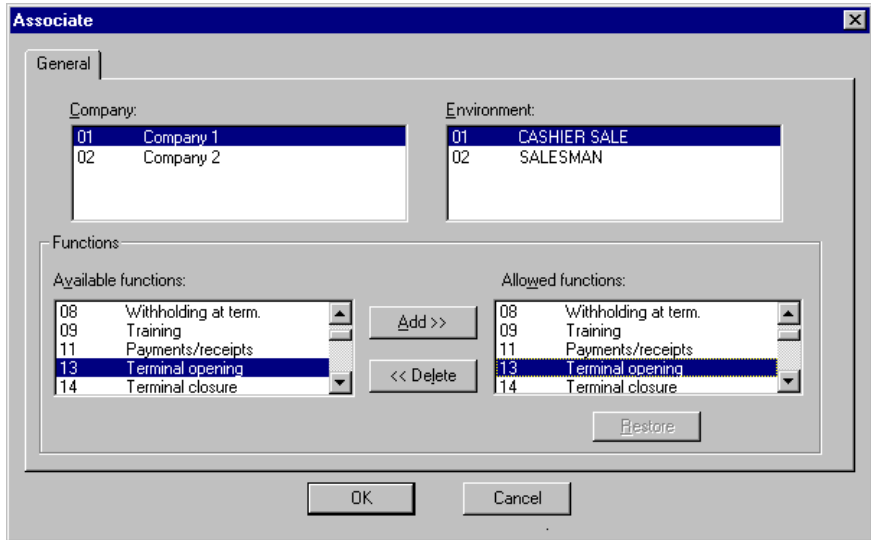 Associate
General
Company:
01 Company 1
02 Company 2
Environment:
01 CASHIER SALE
02 SALESMAN
Functions
Available functions:
08 Withholding at term.
09 Training
11 Payments/receipts
13 Terminal opening
14 Terminal closure
Add >>
<< Delete
Allowed functions:
08 Withholding at term.
09 Training
11 Payments/receipts
13 Terminal opening
14 Terminal closure
Restore
OK
Cancel